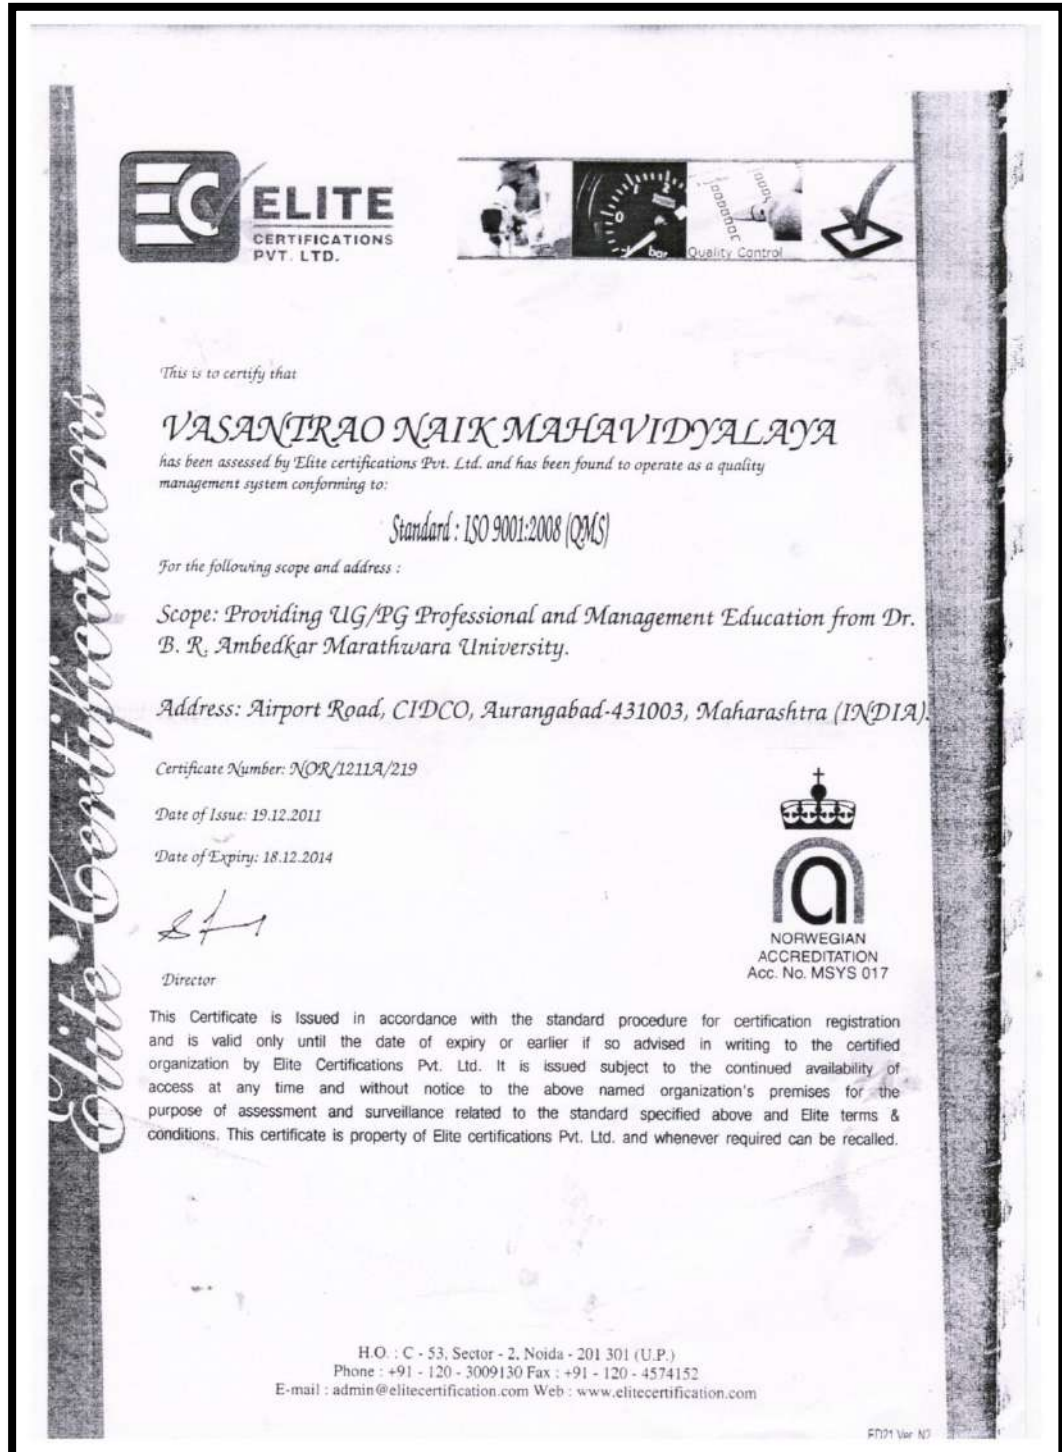 EC ELITE
CERTIFICATIONS
PVT. LTD.
0 1 2
bar
Quality Control
Elite Certifications
This is to certify that
VASANTRAO NAIK MAHAVIDYALAYA
has been assessed by Elite certifications Pvt. Ltd. and has been found to operate as a quality
management system conforming to:
Standard : ISO 9001:2008 (QMS)
For the following scope and address :
Scope: Providing UG/PG Professional and Management Education from Dr.
B. R. Ambedkar Marathwara University.
Address: Airport Road, CIDCO, Aurangabad-431003, Maharashtra (INDIA).
Certificate Number: NOR/1211A/219
Date of Issue: 19.12.2011
Date of Expiry: 18.12.2014
Director
NORWEGIAN
ACCREDITATION
Acc. No. MSYS 017
This Certificate is Issued in accordance with the standard procedure for certification registration
and is valid only until the date of expiry or earlier if so advised in writing to the certified
organization by Elite Certifications Pvt. Ltd. It is issued subject to the continued availability of
access at any time and without notice to the above named organization's premises for the
purpose of assessment and surveillance related to the standard specified above and Elite terms &
conditions. This certificate is property of Elite certifications Pvt. Ltd. and whenever required can be recalled.
H.O. : C - 53, Sector - 2, Noida - 201 301 (U.P.)
Phone : +91 - 120 - 3009130 Fax : +91 - 120 - 4574152
E-mail : admin@elitecertification.com Web : www.elitecertification.com